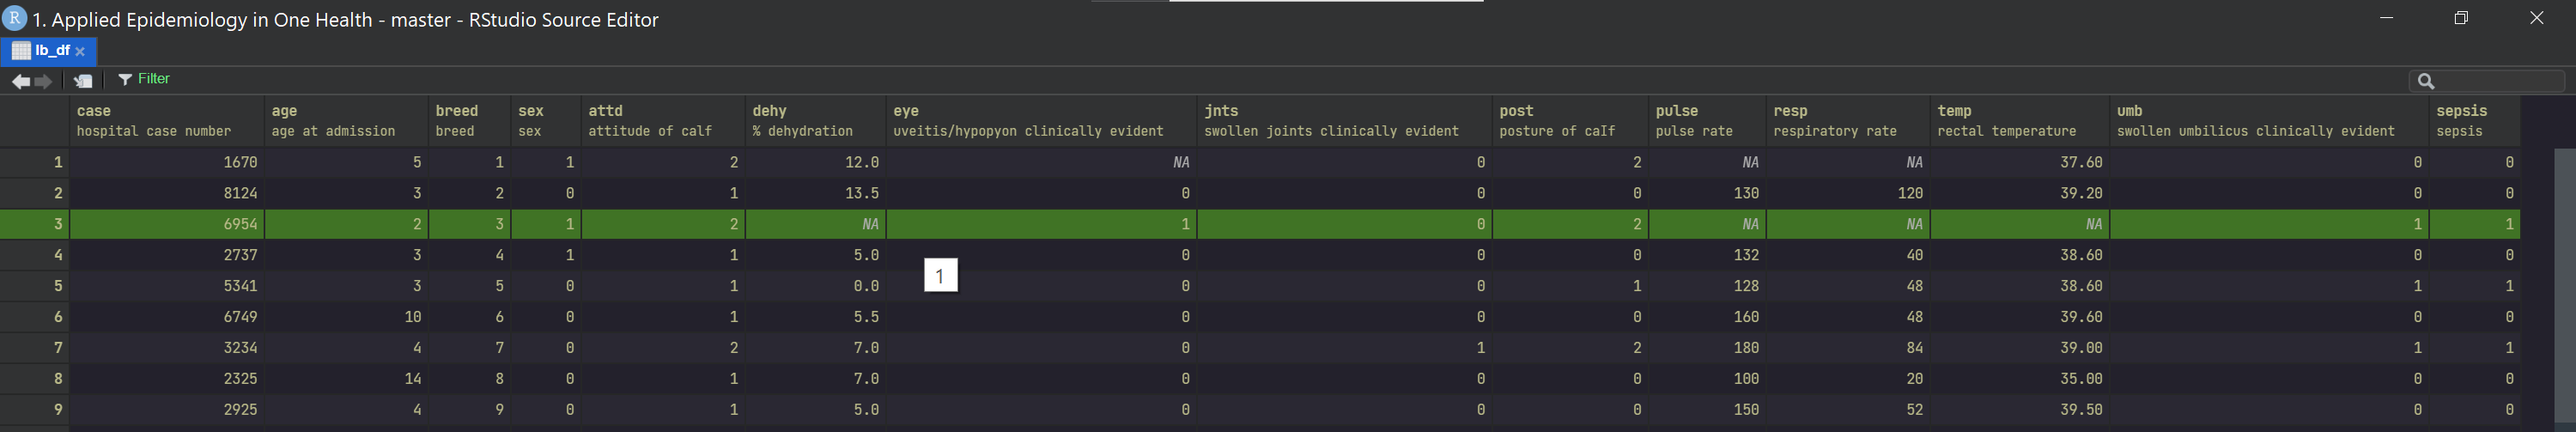 R 1. Applied Epidemiology in One Health - master - RStudio Source Editor
lb_df
Filter
case age breed sex attd dehy eye jnts post pulse resp temp umb sepsis
hospital case number age at admission breed sex attitude of calf % dehydration uveitis/hypopyon clinically evident swollen joints clinically evident posture of calf pulse rate respiratory rate rectal temperature swollen umbilicus clinically evident sepsis
1 1670 5 1 1 2 12.0 NA 0 2 NA NA 37.60 0 0
2 8124 3 2 0 1 13.5 0 0 0 130 120 39.20 0 0
3 6954 2 3 1 2 NA 1 0 2 NA NA NA 1 1
4 2737 3 4 1 1 5.0 0 0 0 132 40 38.60 0 0
1
5 5341 3 5 0 1 0.0 0 0 1 128 48 38.60 1 1
6 6749 10 6 0 1 5.5 0 0 0 160 48 39.60 0 0
7 3234 4 7 0 2 7.0 0 1 2 180 84 39.00 1 1
8 2325 14 8 0 1 7.0 0 0 0 100 20 35.00 0 0
9 2925 4 9 0 1 5.0 0 0 0 150 52 39.50 0 0